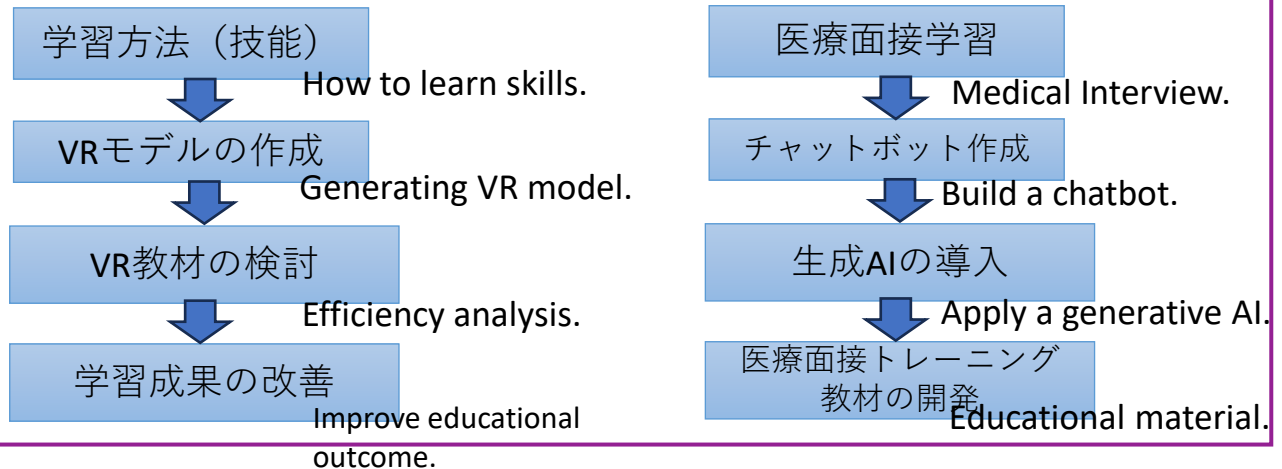 学習方法（技能）
How to learn skills.
VRモデルの作成
Generating VR model.
VR教材の検討
Efficiency analysis.
学習成果の改善
Improve educational
outcome.
医療面接学習
Medical Interview.
チャットボット作成
Build a chatbot.
生成AIの導入
Apply a generative AI.
医療面接トレーニング
教材の開発
Educational material.